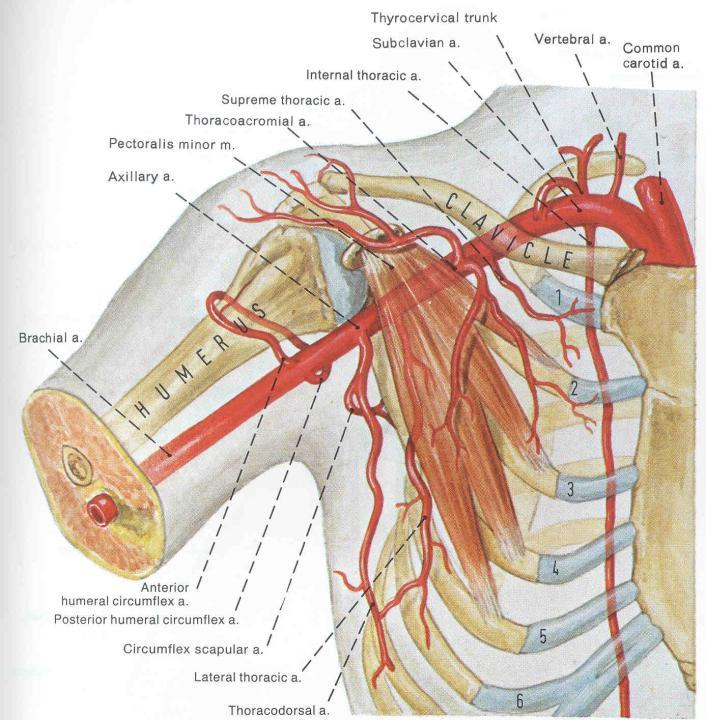 Thyrocervical trunk
Subclavian a.
Vertebral a.
Common
carotid a.
Internal thoracic a.
Supreme thoracic a.
Thoracoacromial a.
Pectoralis minor m.
Axillary a.
CLAVICLE
1
HUMERUS
Brachial a.
2
3
4
Anterior
humeral circumflex a.
Posterior humeral circumflex a.
5
Circumflex scapular a.
Lateral thoracic a.
6
Thoracodorsal a.